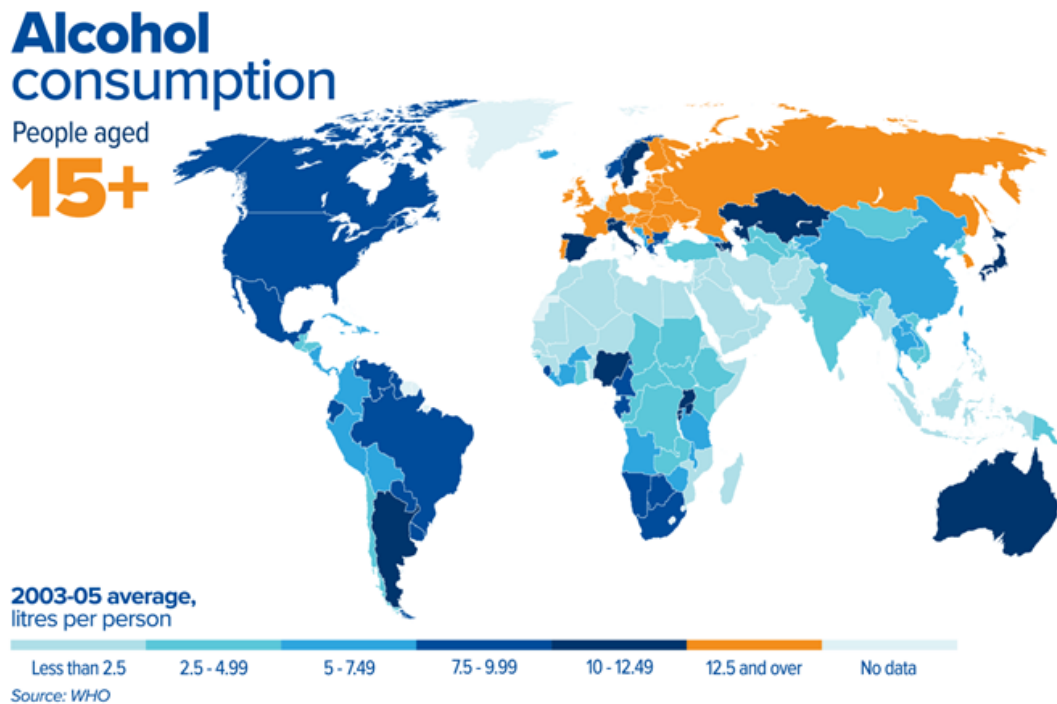 Alcohol
consumption
People aged
15+
2003-05 average,
litres per person
Less than 2.5 2.5 - 4.99 5 - 7.49 7.5 - 9.99 10 - 12.49 12.5 and over No data
Source: WHO